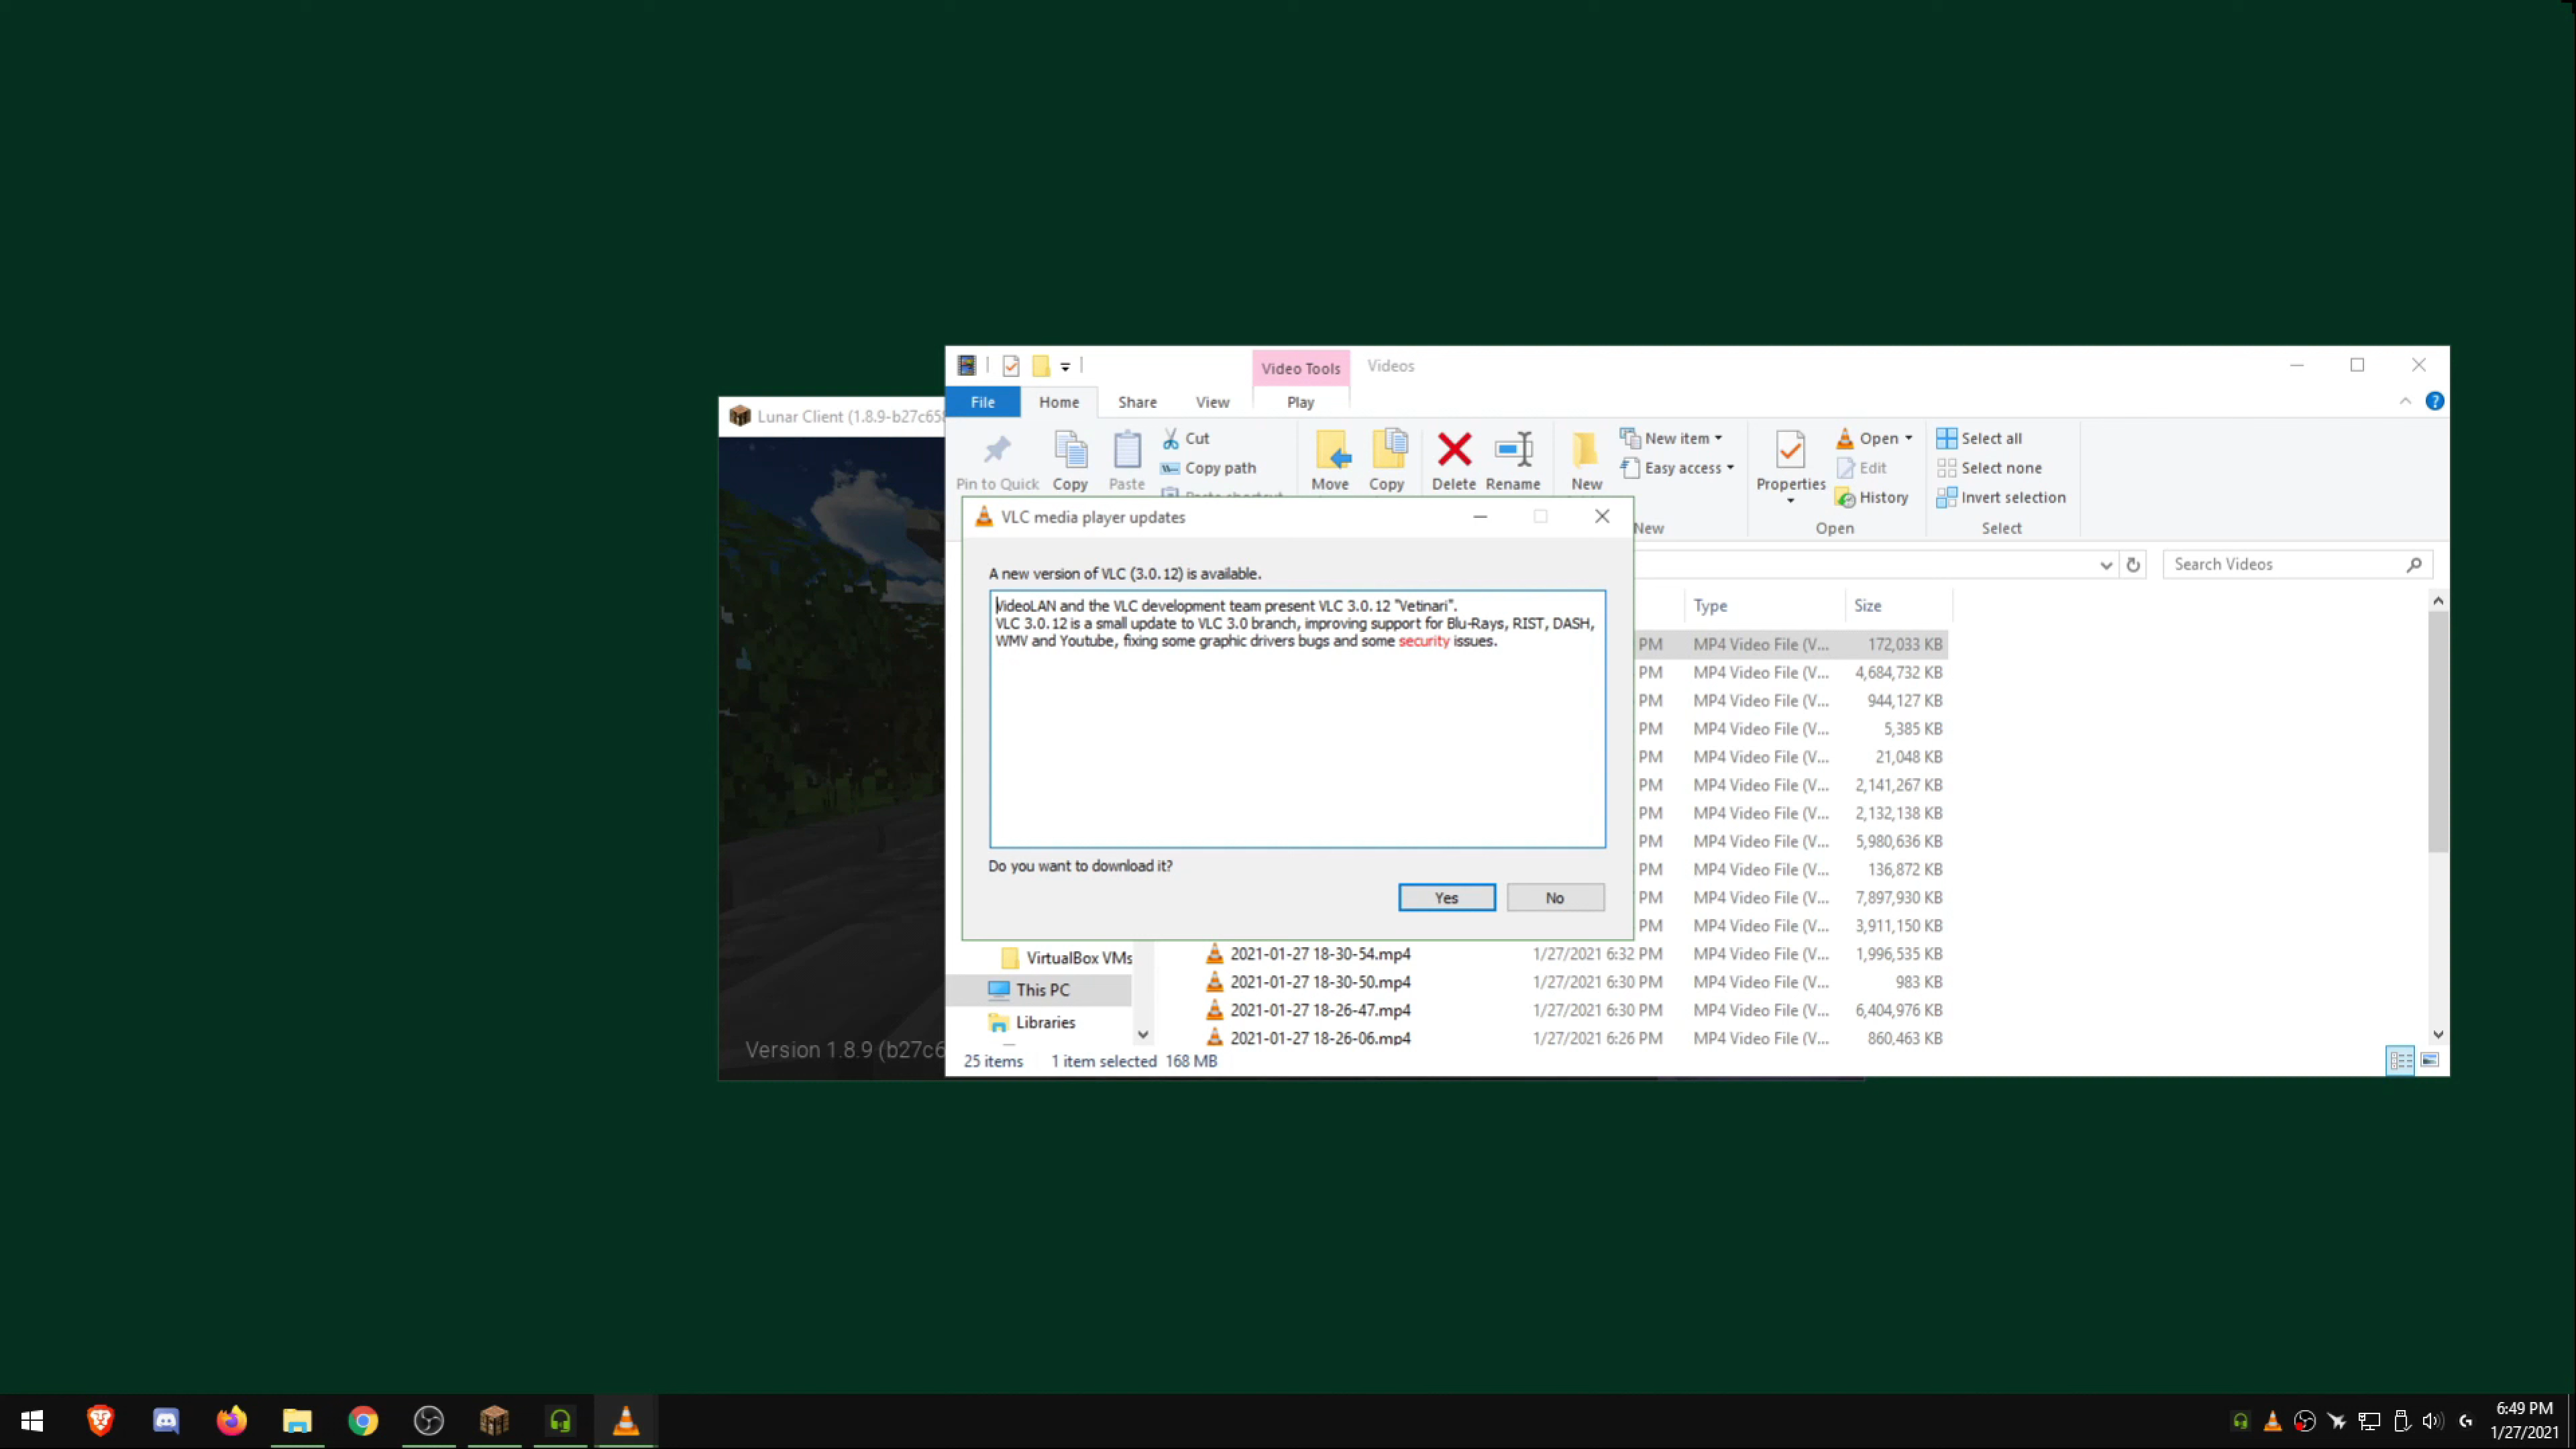 Video Tools
Videos
File
Home
Share
View
Play
Lunar Client (1.8.9-b27c65
Pin to Quick
Copy
Paste
Cut
Copy path
Move
Copy
Delete
Rename
New
New item
Easy access
Properties
Open
Edit
History
Select all
Select none
Invert selection
New
Open
Select
VLC media player updates
Search Videos
A new version of VLC (3.0.12) is available.
VideoLAN and the VLC development team present VLC 3.0.12 "Vetinari".
VLC 3.0.12 is a small update to VLC 3.0 branch, improving support for Blu-Rays, RIST, DASH,
WMV and Youtube, fixing some graphic drivers bugs and some security issues.
Do you want to download it?
Yes
No
Type
Size
PM MP4 Video File (V... 172,033 KB
PM MP4 Video File (V... 4,684,732 KB
PM MP4 Video File (V... 944,127 KB
PM MP4 Video File (V... 5,385 KB
PM MP4 Video File (V... 21,048 KB
PM MP4 Video File (V... 2,141,267 KB
PM MP4 Video File (V... 2,132,138 KB
PM MP4 Video File (V... 5,980,636 KB
PM MP4 Video File (V... 136,872 KB
PM MP4 Video File (V... 7,897,930 KB
PM MP4 Video File (V... 3,911,150 KB
2021-01-27 18-30-54.mp4 1/27/2021 6:32 PM MP4 Video File (V... 1,996,535 KB
2021-01-27 18-30-50.mp4 1/27/2021 6:30 PM MP4 Video File (V... 983 KB
2021-01-27 18-26-47.mp4 1/27/2021 6:30 PM MP4 Video File (V... 6,404,976 KB
2021-01-27 18-26-06.mp4 1/27/2021 6:26 PM MP4 Video File (V... 860,463 KB
VirtualBox VMs
This PC
Libraries
25 items 1 item selected 168 MB
Version 1.8.9 (b27c6
6:49 PM
1/27/2021